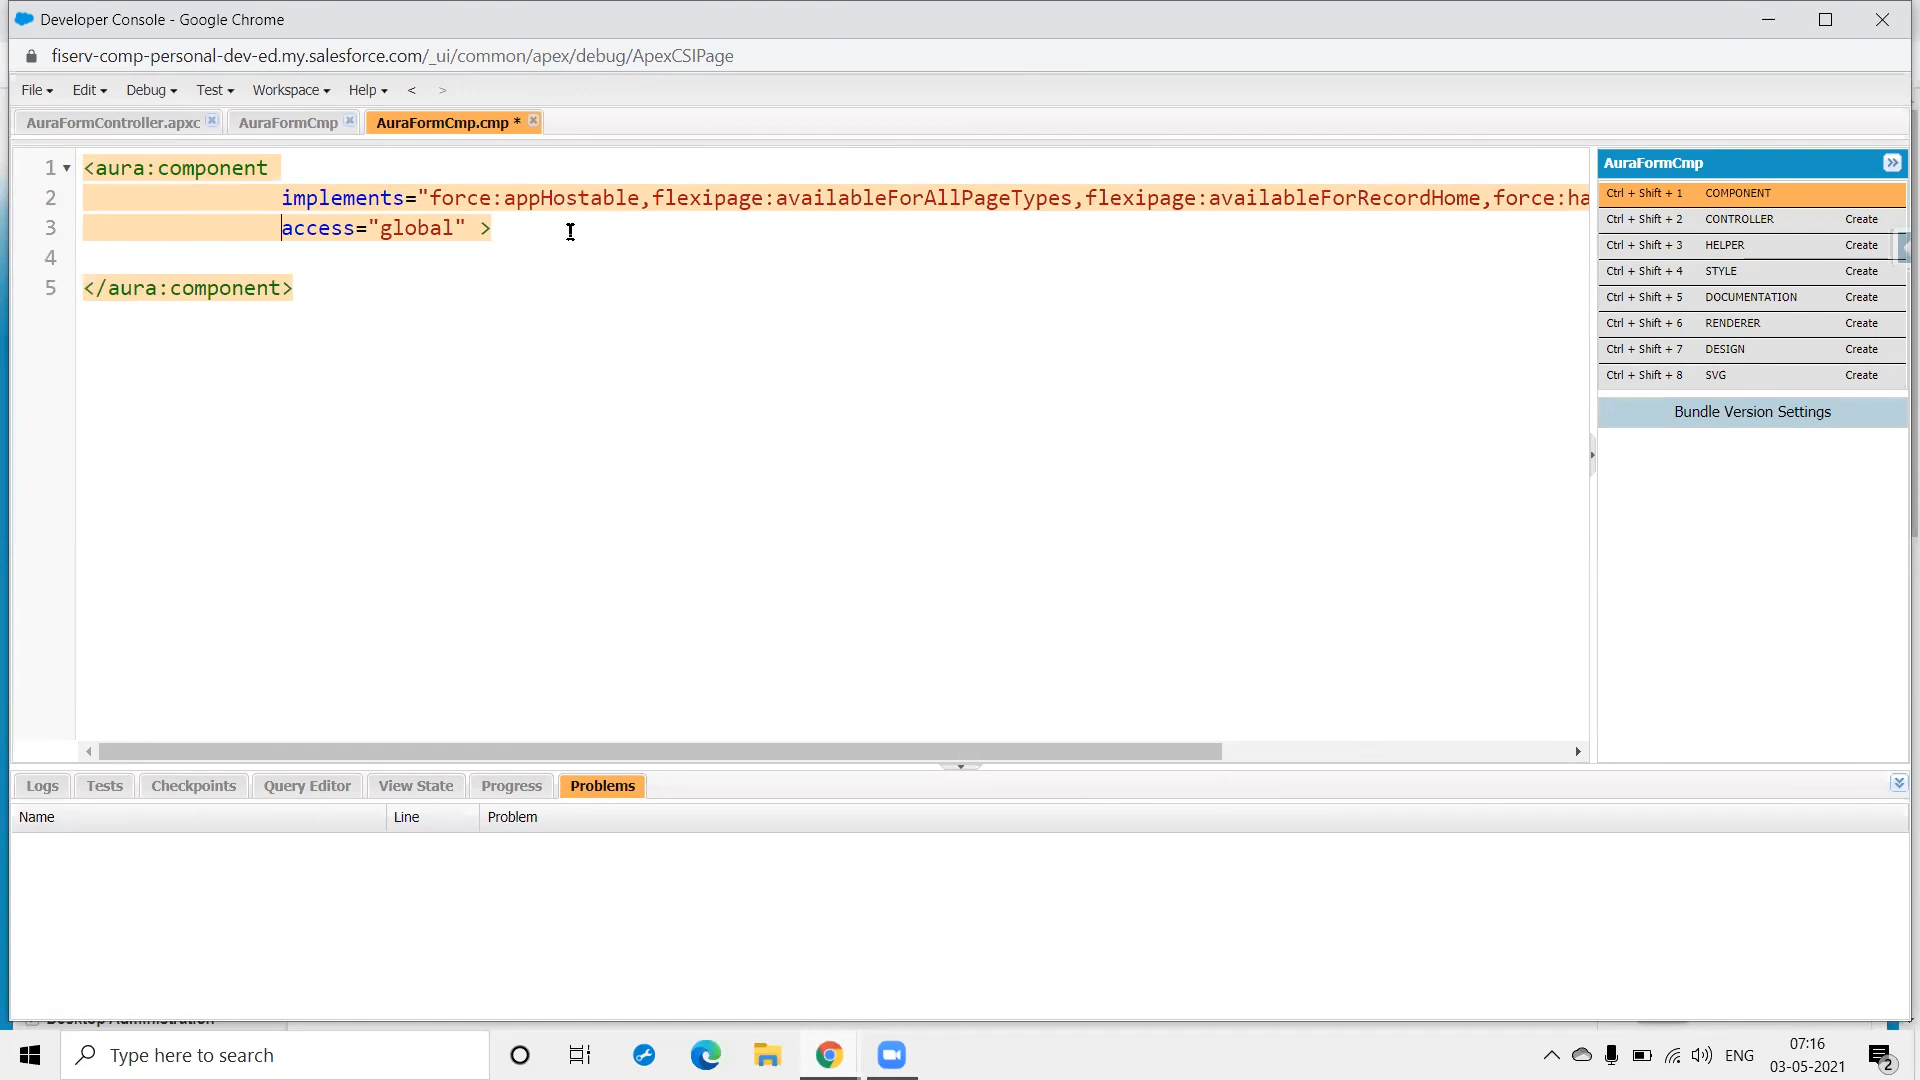 Developer Console - Google Chrome
fiserv-comp-personal-dev-ed.my.salesforce.com/_ui/common/apex/debug/ApexCSIPage
File Edit Debug Test Workspace Help < >
AuraFormController.apxc AuraFormCmp AuraFormCmp.cmp *
1 <aura:component
2 implements="force:appHostable,flexipage:availableForAllPageTypes,flexipage:availableForRecordHome,force:ha
3 access="global" >
4
5 </aura:component>
AuraFormCmp
Ctrl + Shift + 1 COMPONENT
Ctrl + Shift + 2 CONTROLLER Create
Ctrl + Shift + 3 HELPER Create
Ctrl + Shift + 4 STYLE Create
Ctrl + Shift + 5 DOCUMENTATION Create
Ctrl + Shift + 6 RENDERER Create
Ctrl + Shift + 7 DESIGN Create
Ctrl + Shift + 8 SVG Create
Bundle Version Settings
Logs Tests Checkpoints Query Editor View State Progress Problems
Name Line Problem
Desktop Administration
Type here to search
ENG
07:16
03-05-2021
2